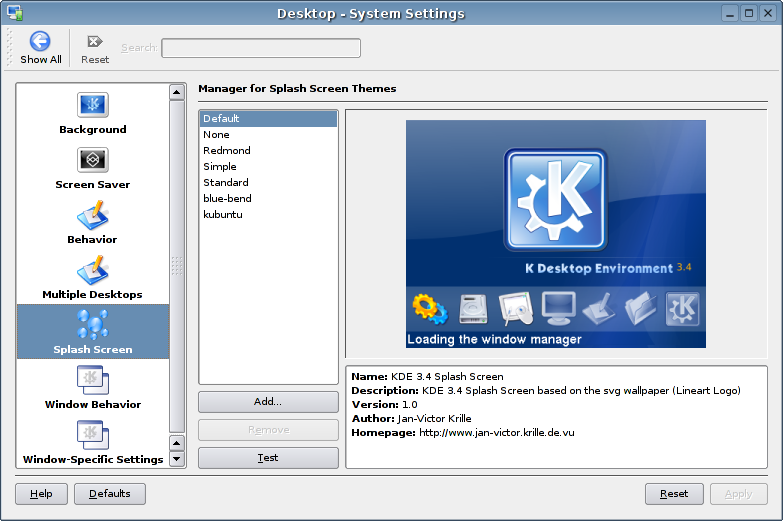 Desktop - System Settings
Show All
Reset
Search:
Background
Screen Saver
Behavior
Multiple Desktops
Splash Screen
Window Behavior
Window-Specific Settings
Manager for Splash Screen Themes
Default
None
Redmond
Simple
Standard
blue-bend
kubuntu
Add...
Remove
Test
K Desktop Environment 3.4
Loading the window manager
Name: KDE 3.4 Splash Screen
Description: KDE 3.4 Splash Screen based on the svg wallpaper (Lineart Logo)
Version: 1.0
Author: Jan-Victor Krille
Homepage: http://www.jan-victor.krille.de.vu
Help
Defaults
Reset
Apply